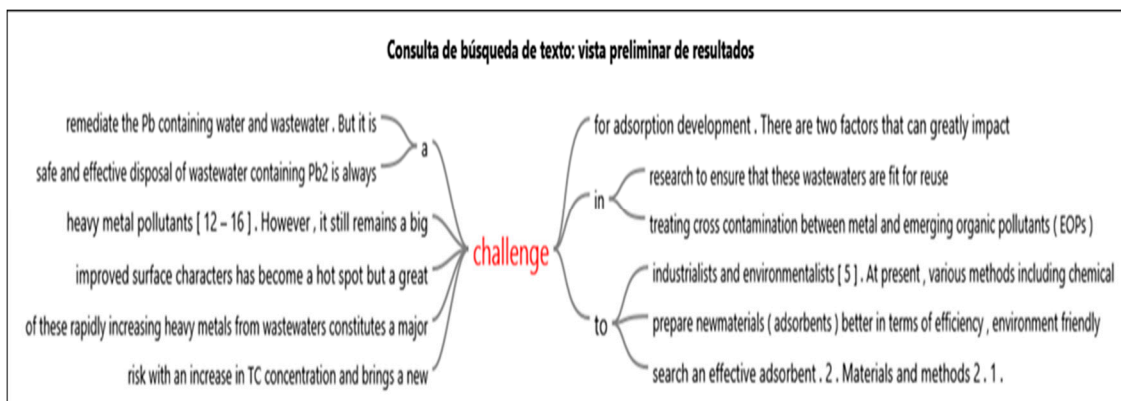 Consulta de búsqueda de texto: vista preliminar de resultados
remediate the Pb containing water and wastewater . But it is
safe and effective disposal of wastewater containing Pb2 is always
a
heavy metal pollutants [ 12 – 16 ] . However , it still remains a big
improved surface characters has become a hot spot but a great
of these rapidly increasing heavy metals from wastewaters constitutes a major
risk with an increase in TC concentration and brings a new
challenge
for adsorption development . There are two factors that can greatly impact
in
research to ensure that these wastewaters are fit for reuse
treating cross contamination between metal and emerging organic pollutants ( EOPs )
to
industrialists and environmentalists [ 5 ] . At present , various methods including chemical
prepare newmaterials ( adsorbents ) better in terms of efficiency , environment friendly
search an effective adsorbent . 2 . Materials and methods 2 . 1 .